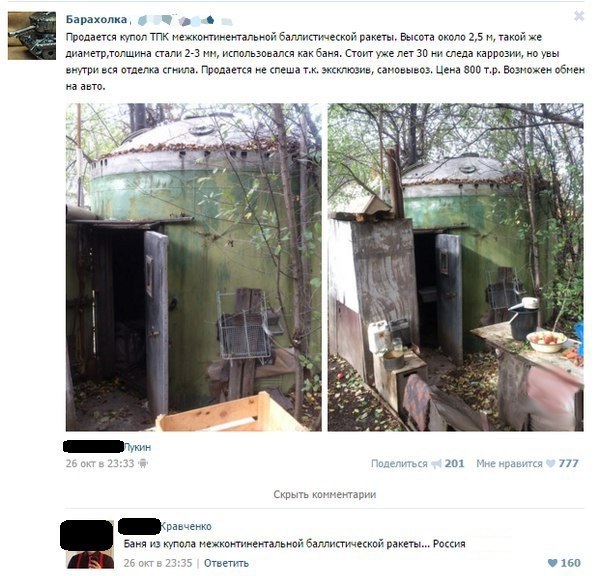 Барахолка
Продается купол ТПК межконтинентальной баллистической ракеты. Высота около 2,5 м, такой же
диаметр,толщина стали 2-3 мм, использовался как баня. Стоит уже лет 30 ни следа каррозии, но увы
внутри вся отделка сгнила. Продается не спеша т.к. эксклюзив, самовывоз. Цена 800 т.р. Возможен обмен
на авто.
Лукин
26 окт в 23:33
Поделиться 201 Мне нравится 777
Скрыть комментарии
Кравченко
Баня из купола межконтинентальной баллистической ракеты... Россия
26 окт в 23:35 | Ответить 160